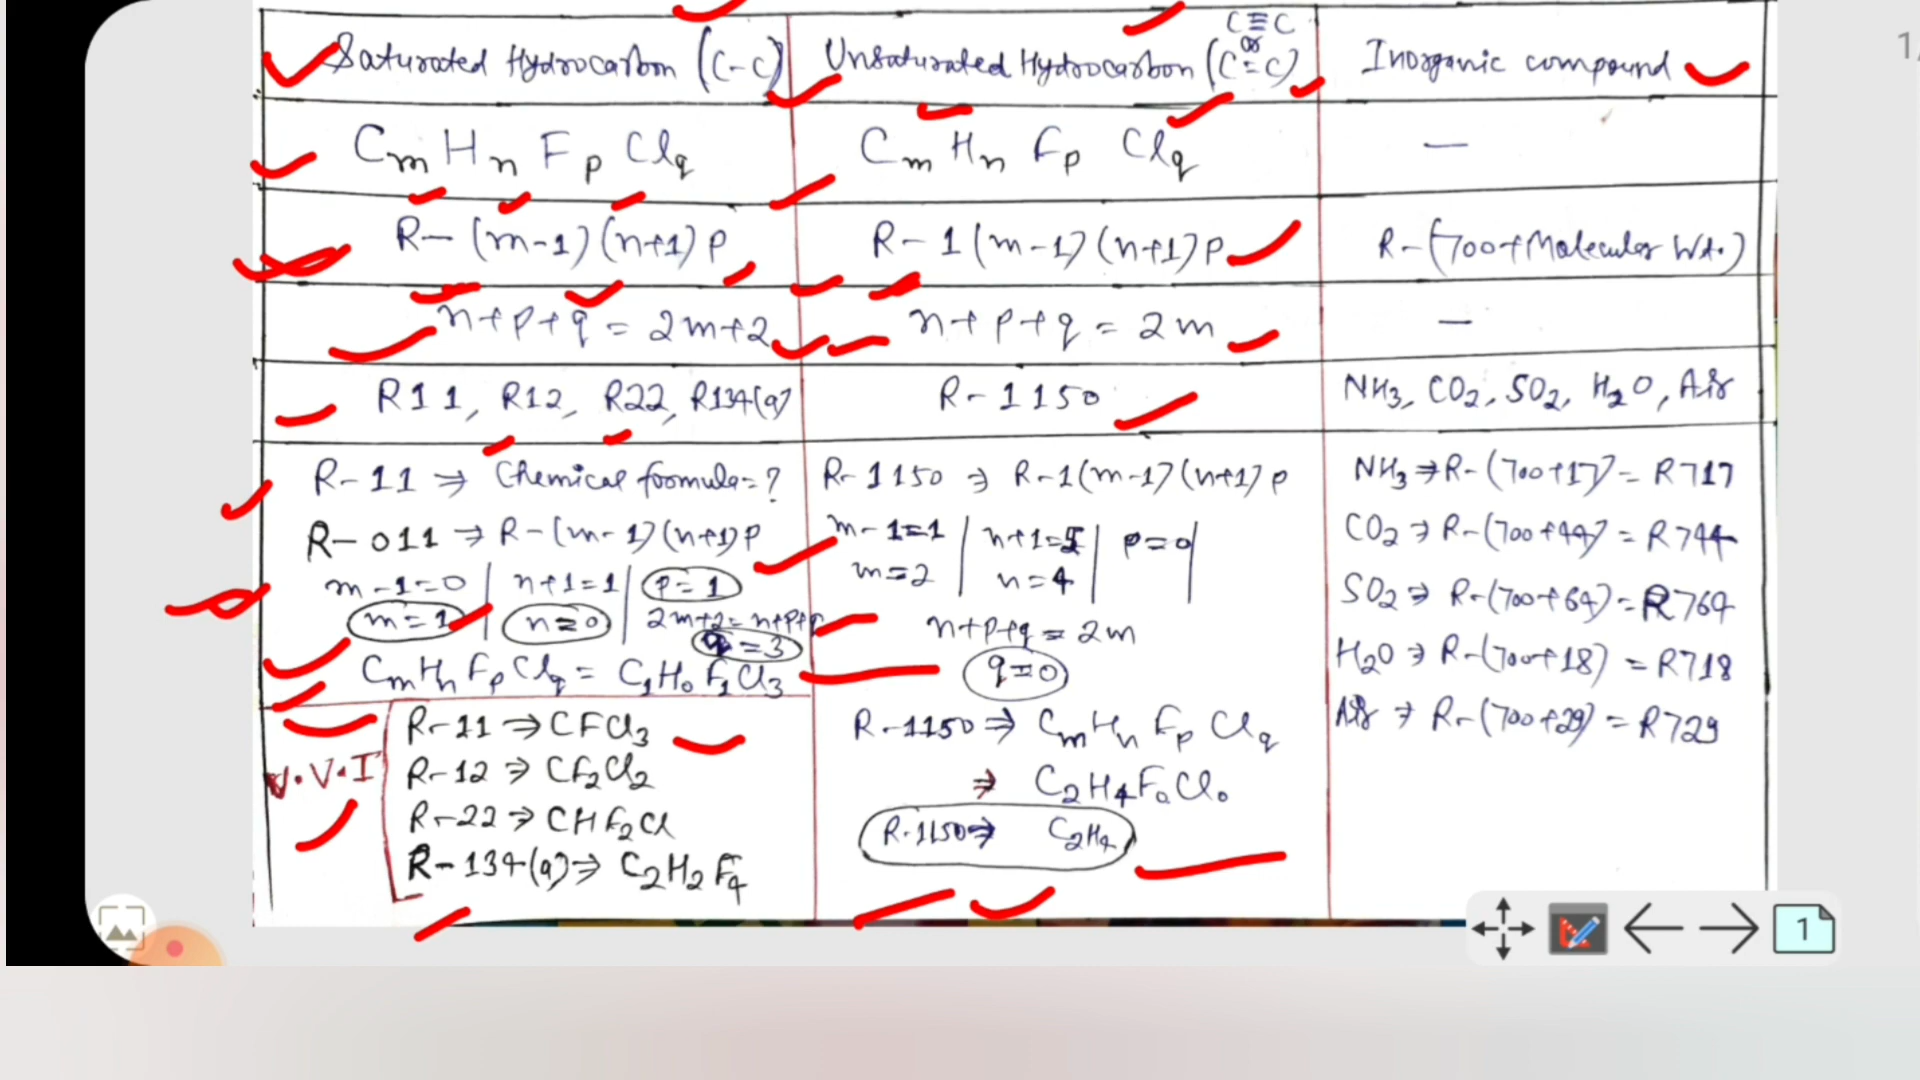 Saturated Hydrocarbon (C-C)
Unsaturated Hydrocarbon (C=C)
C≡C
or
Inorganic compound
CmHnFpClq
CmHnFpClq
—
R-(m-1)(n+1)P
R-1(m-1)(n+1)P
R-(700+Molecular Wt.)
n+p+q=2m+2
n+p+q=2m
—
R11, R12, R22, R134(a)
R-1150
NH3, CO2, SO2, H2O, Air
R-11⇒ Chemical formula=?
R-011⇒R-(m-1)(n+1)P
m-1=0 | n+1=1 | P=1
m=1 | n=0 | 2m+2=n+p+
q=3
CmHnFpClq = C1H0F1Cl3
V.V.I
R-11⇒CFCl3
R-12⇒CF2Cl2
R-22⇒CHF2Cl
R-134(a)⇒C2H2F4
R-1150⇒R-1(m-1)(n+1)P
m-1=1 | n+1=5 | P=0
m=2 | n=4
n+p+q=2m
q=0
R-1150⇒CmHnFpClq
⇒ C2H4F0Cl0
R-1150⇒ C2H4
NH3⇒R-(700+17)=R717
CO2⇒R-(700+44)=R744
SO2⇒R-(700+64)=R764
H2O⇒R-(700+18)=R718
Air⇒R-(700+29)=R729
1